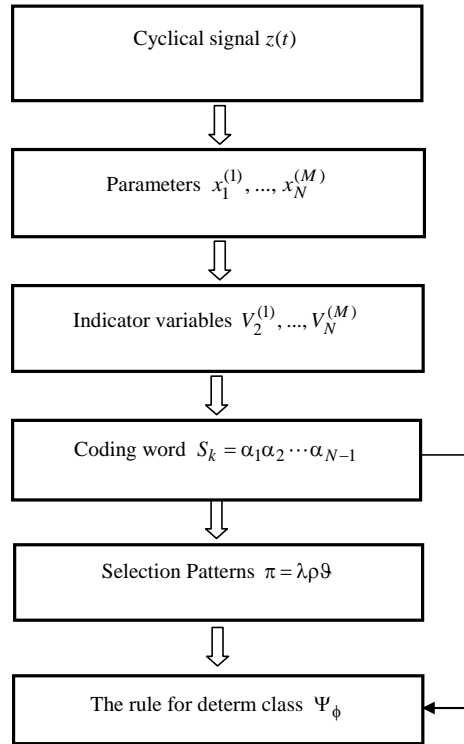 Cyclical signal z(t)
Parameters x_1^{(1)}, ..., x_N^{(M)}
Indicator variables V_2^{(1)}, ..., V_N^{(M)}
Coding word S_k = α_1α_2 ⋯ α_{N−1}
Selection Patterns π = λρϑ
The rule for determ class Ψ_ϕ